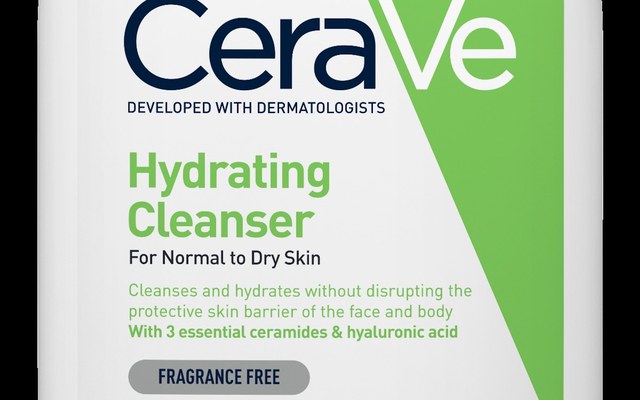 CeraVe
DEVELOPED WITH DERMATOLOGISTS
Hydrating
Cleanser
For Normal to Dry Skin
Cleanses and hydrates without disrupting the
protective skin barrier of the face and body
With 3 essential ceramides & hyaluronic acid
FRAGRANCE FREE